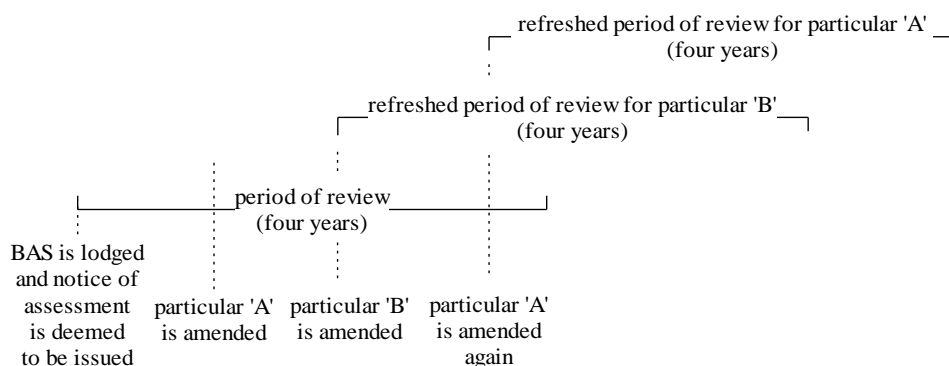 refreshed period of review for particular 'A'
(four years)
refreshed period of review for particular 'B'
(four years)
period of review
(four years)
BAS is lodged
and notice of
assessment
is deemed
to be issued
particular 'A'
is amended
particular 'B'
is amended
particular 'A'
is amended
again